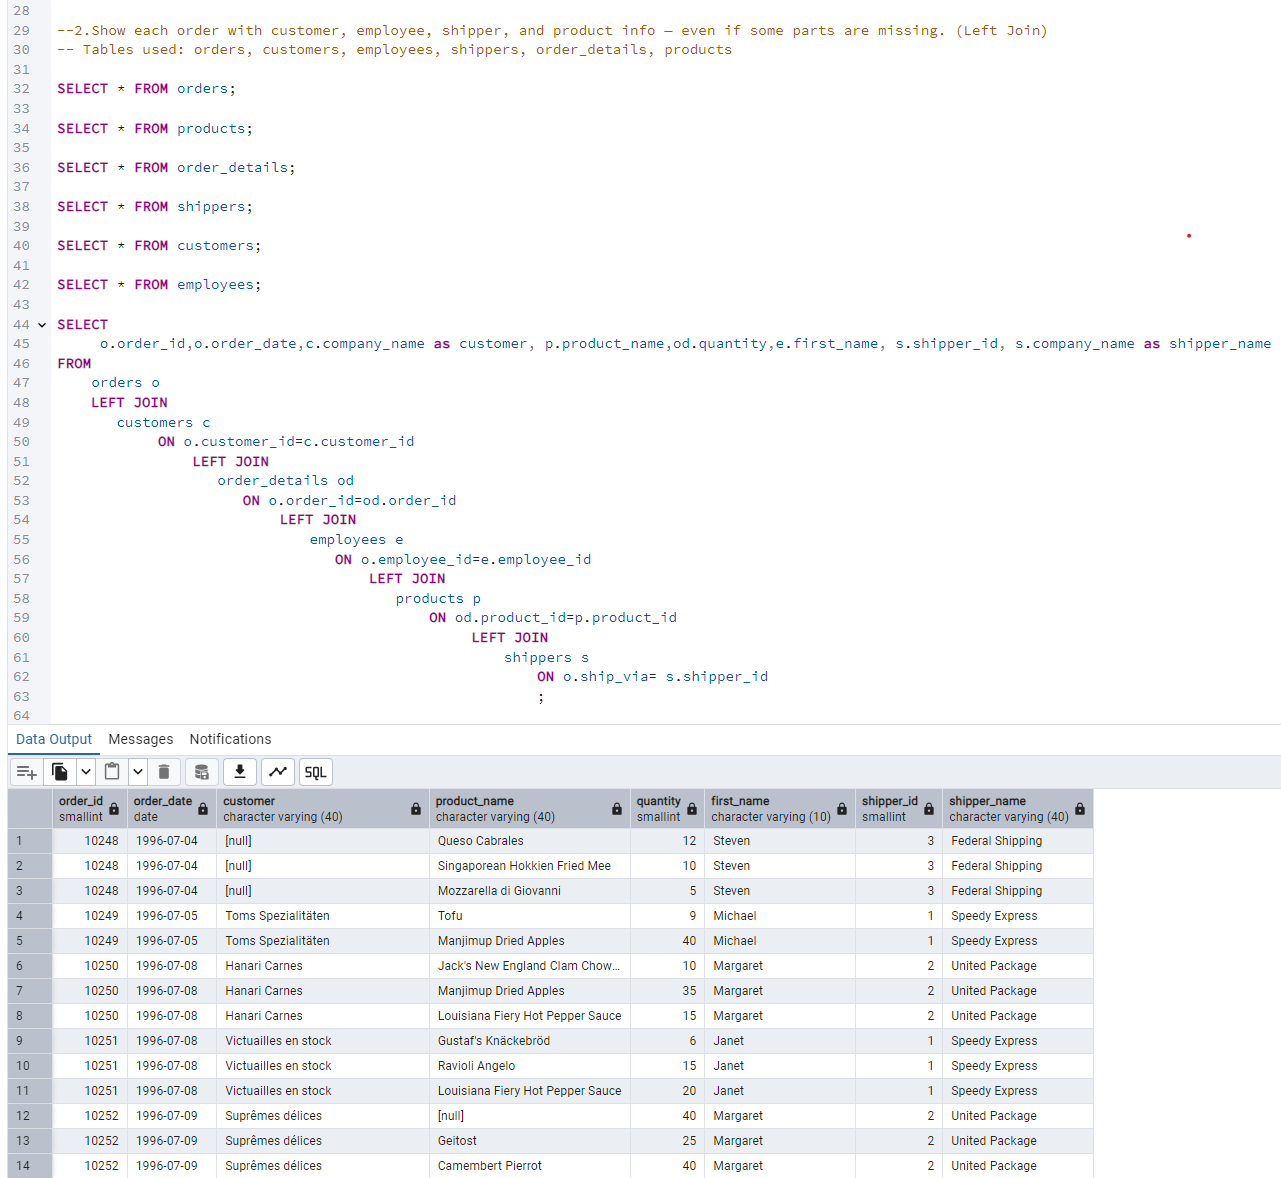 28
29 --2.Show each order with customer, employee, shipper, and product info — even if some parts are missing. (Left Join)
30 -- Tables used: orders, customers, employees, shippers, order_details, products
31
32 SELECT * FROM orders;
33
34 SELECT * FROM products;
35
36 SELECT * FROM order_details;
37
38 SELECT * FROM shippers;
39
40 SELECT * FROM customers;
41
42 SELECT * FROM employees;
43
44 SELECT
45 o.order_id,o.order_date,c.company_name as customer, p.product_name,od.quantity,e.first_name, s.shipper_id, s.company_name as shipper_name
46 FROM
47 orders o
48 LEFT JOIN
49 customers c
50 ON o.customer_id=c.customer_id
51 LEFT JOIN
52 order_details od
53 ON o.order_id=od.order_id
54 LEFT JOIN
55 employees e
56 ON o.employee_id=e.employee_id
57 LEFT JOIN
58 products p
59 ON od.product_id=p.product_id
60 LEFT JOIN
61 shippers s
62 ON o.ship_via= s.shipper_id
63 ;
64
Data Output Messages Notifications
SQL
order_id order_date customer product_name quantity first_name shipper_id shipper_name
smallint date character varying (40) character varying (40) smallint character varying (10) smallint character varying (40)
1 10248 1996-07-04 [null] Queso Cabrales 12 Steven 3 Federal Shipping
2 10248 1996-07-04 [null] Singaporean Hokkien Fried Mee 10 Steven 3 Federal Shipping
3 10248 1996-07-04 [null] Mozzarella di Giovanni 5 Steven 3 Federal Shipping
4 10249 1996-07-05 Toms Spezialitäten Tofu 9 Michael 1 Speedy Express
5 10249 1996-07-05 Toms Spezialitäten Manjimup Dried Apples 40 Michael 1 Speedy Express
6 10250 1996-07-08 Hanari Carnes Jack's New England Clam Chow... 10 Margaret 2 United Package
7 10250 1996-07-08 Hanari Carnes Manjimup Dried Apples 35 Margaret 2 United Package
8 10250 1996-07-08 Hanari Carnes Louisiana Fiery Hot Pepper Sauce 15 Margaret 2 United Package
9 10251 1996-07-08 Victuailles en stock Gustaf's Knäckebröd 6 Janet 1 Speedy Express
10 10251 1996-07-08 Victuailles en stock Ravioli Angelo 15 Janet 1 Speedy Express
11 10251 1996-07-08 Victuailles en stock Louisiana Fiery Hot Pepper Sauce 20 Janet 1 Speedy Express
12 10252 1996-07-09 Suprêmes délices [null] 40 Margaret 2 United Package
13 10252 1996-07-09 Suprêmes délices Geitost 25 Margaret 2 United Package
14 10252 1996-07-09 Suprêmes délices Camembert Pierrot 40 Margaret 2 United Package